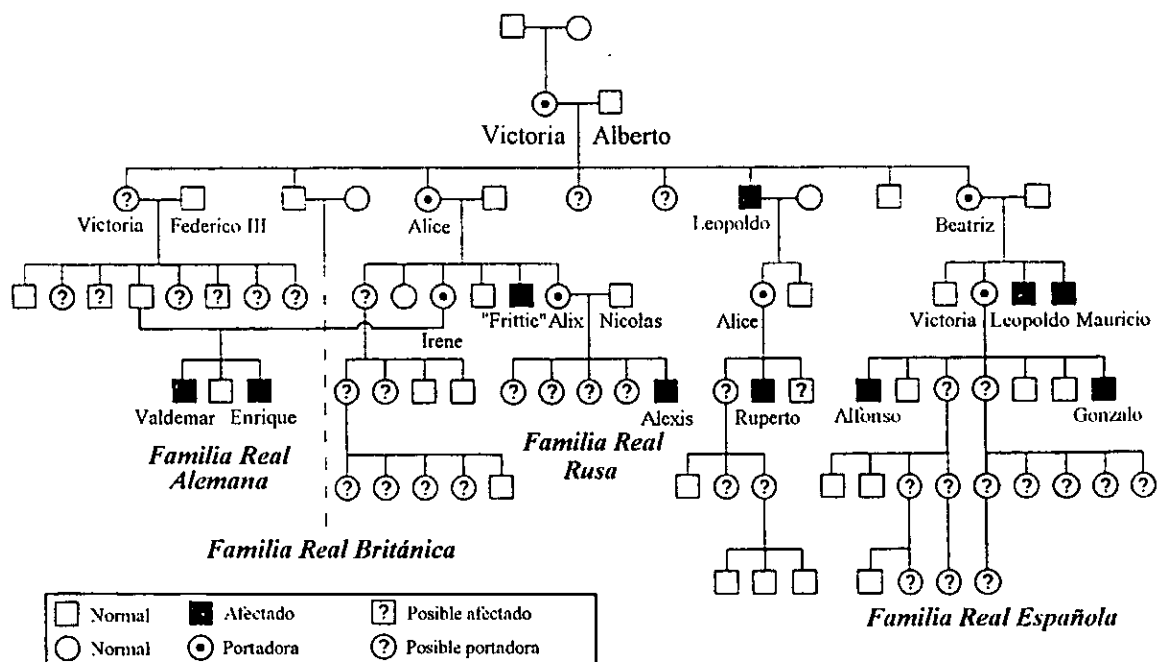 Victoria Alberto
Victoria Federico III Alice Leopoldo Beatriz
? ? ? ? ? ? ? ? ? ?
"Frittie" Alix Nicolas Alice Victoria Leopoldo Mauricio
Irene
? ? ? ? ? ? ? ? ? ?
Valdemar Enrique Alexis Ruperto Alfonso Gonzalo
Familia Real
Alemana
Familia Real
Rusa
? ? ? ? ? ? ? ? ? ? ? ? ?
Familia Real Británica
? ? ?
Familia Real Española
Normal Afectado ? Posible afectado
Normal Portadora ? Posible portadora